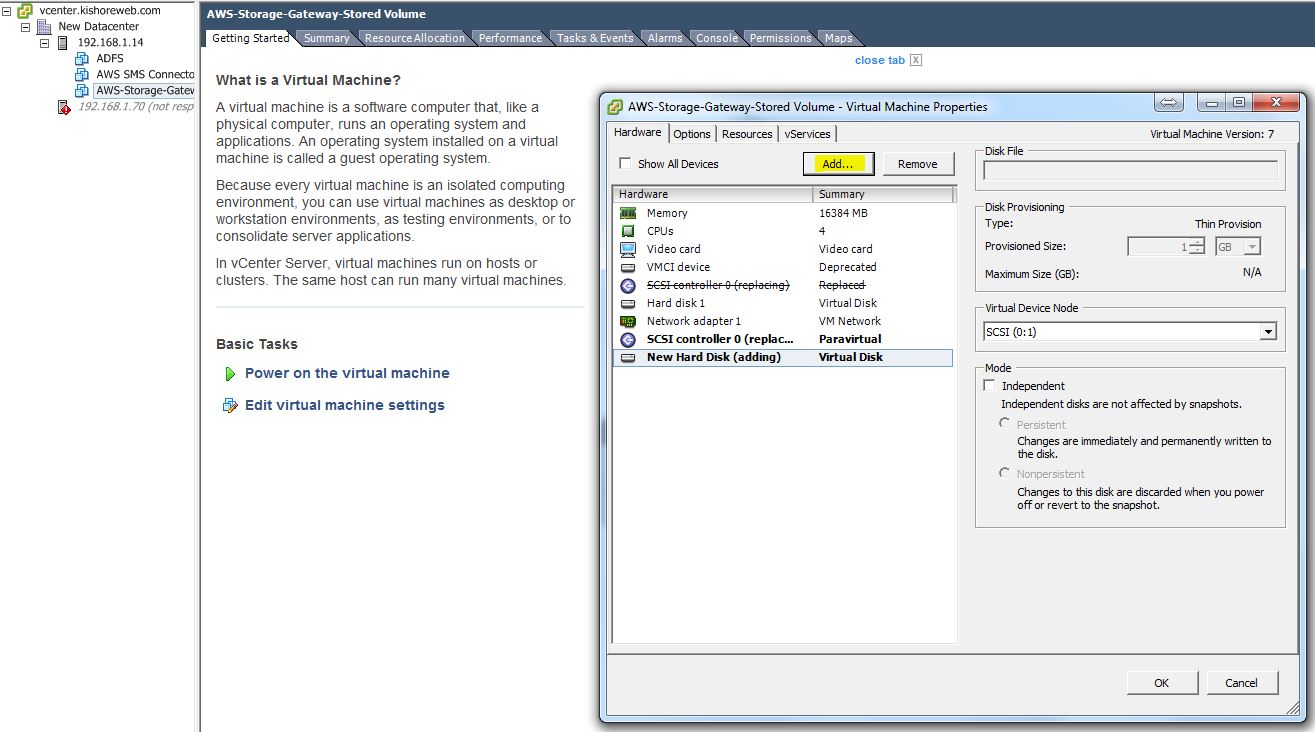 vcenter.kishoreweb.com
New Datacenter
192.168.1.14
ADFS
AWS SMS Connecto
AWS-Storage-Gatew
192.168.1.70 (not resp
AWS-Storage-Gateway-Stored Volume
Getting Started Summary Resource Allocation Performance Tasks & Events Alarms Console Permissions Maps
close tab X
What is a Virtual Machine?
A virtual machine is a software computer that, like a
physical computer, runs an operating system and
applications. An operating system installed on a virtual
machine is called a guest operating system.
Because every virtual machine is an isolated computing
environment, you can use virtual machines as desktop or
workstation environments, as testing environments, or to
consolidate server applications.
In vCenter Server, virtual machines run on hosts or
clusters. The same host can run many virtual machines.
Basic Tasks
Power on the virtual machine
Edit virtual machine settings
AWS-Storage-Gateway-Stored Volume - Virtual Machine Properties
Hardware Options Resources vServices
Virtual Machine Version: 7
Show All Devices Add... Remove
Hardware Summary
Memory 16384 MB
CPUs 4
Video card Video card
VMCI device Deprecated
SCSI controller 0 (replacing) Replaced
Hard disk 1 Virtual Disk
Network adapter 1 VM Network
SCSI controller 0 (replac... Paravirtual
New Hard Disk (adding) Virtual Disk
Disk File
Disk Provisioning
Type: Thin Provision
Provisioned Size: 1 GB
Maximum Size (GB): N/A
Virtual Device Node
SCSI (0:1)
Mode
Independent
Independent disks are not affected by snapshots.
Persistent
Changes are immediately and permanently written to
the disk.
Nonpersistent
Changes to this disk are discarded when you power
off or revert to the snapshot.
OK Cancel